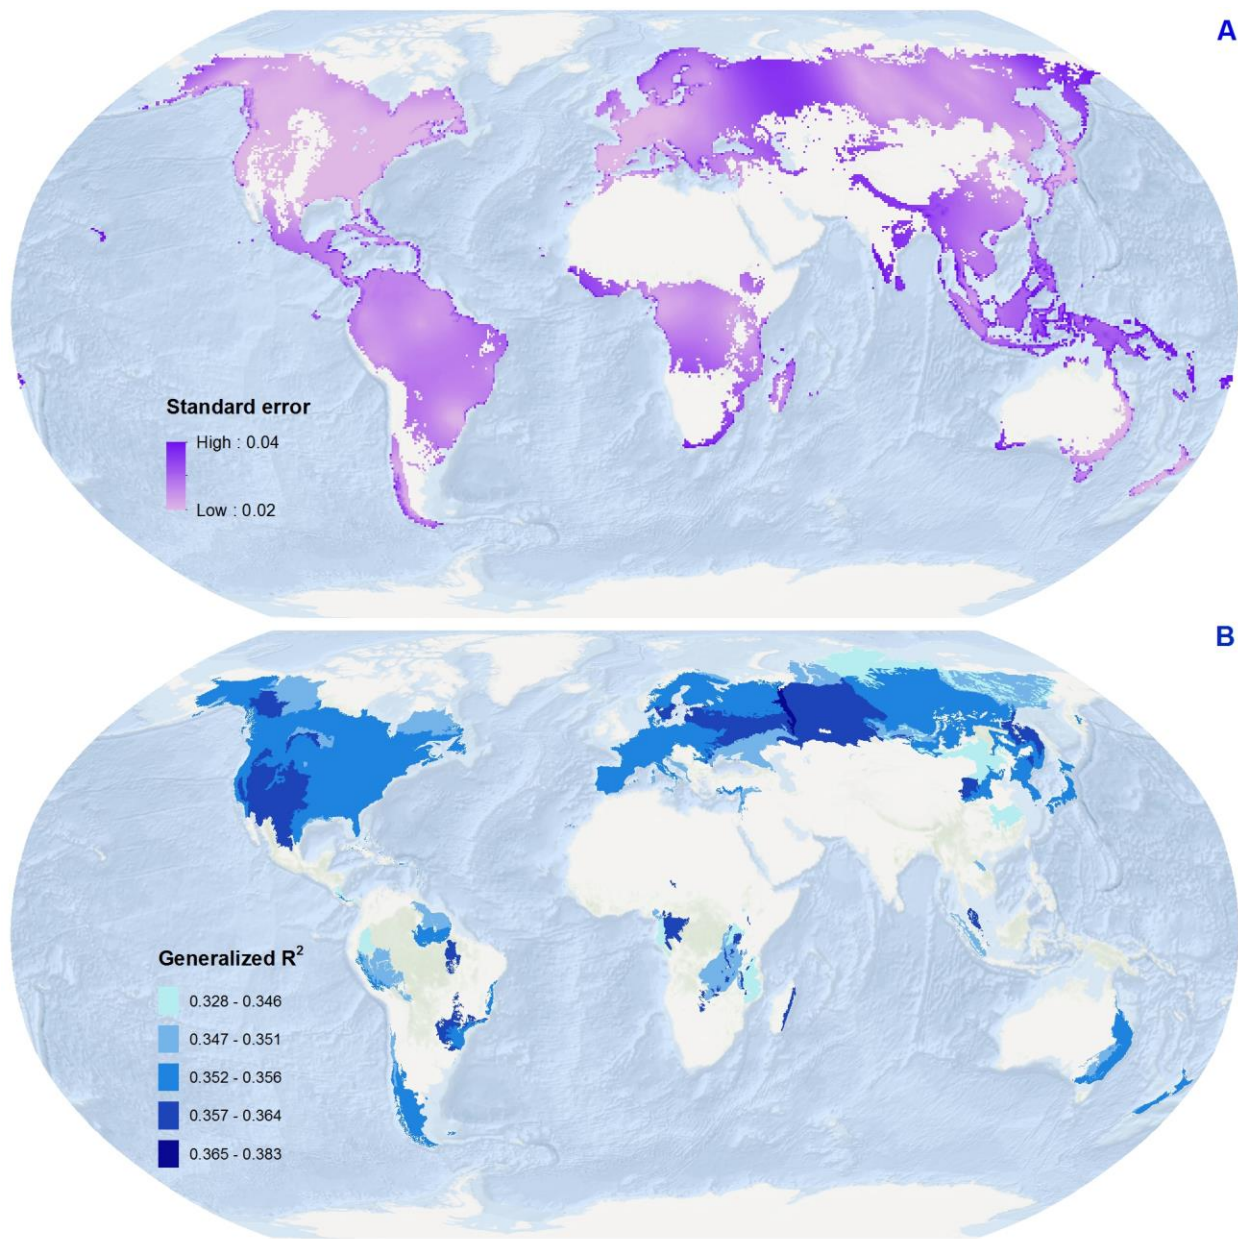 A
Standard error
High : 0.04
Low : 0.02
B
Generalized R²
0.328 - 0.346
0.347 - 0.351
0.352 - 0.356
0.357 - 0.364
0.365 - 0.383